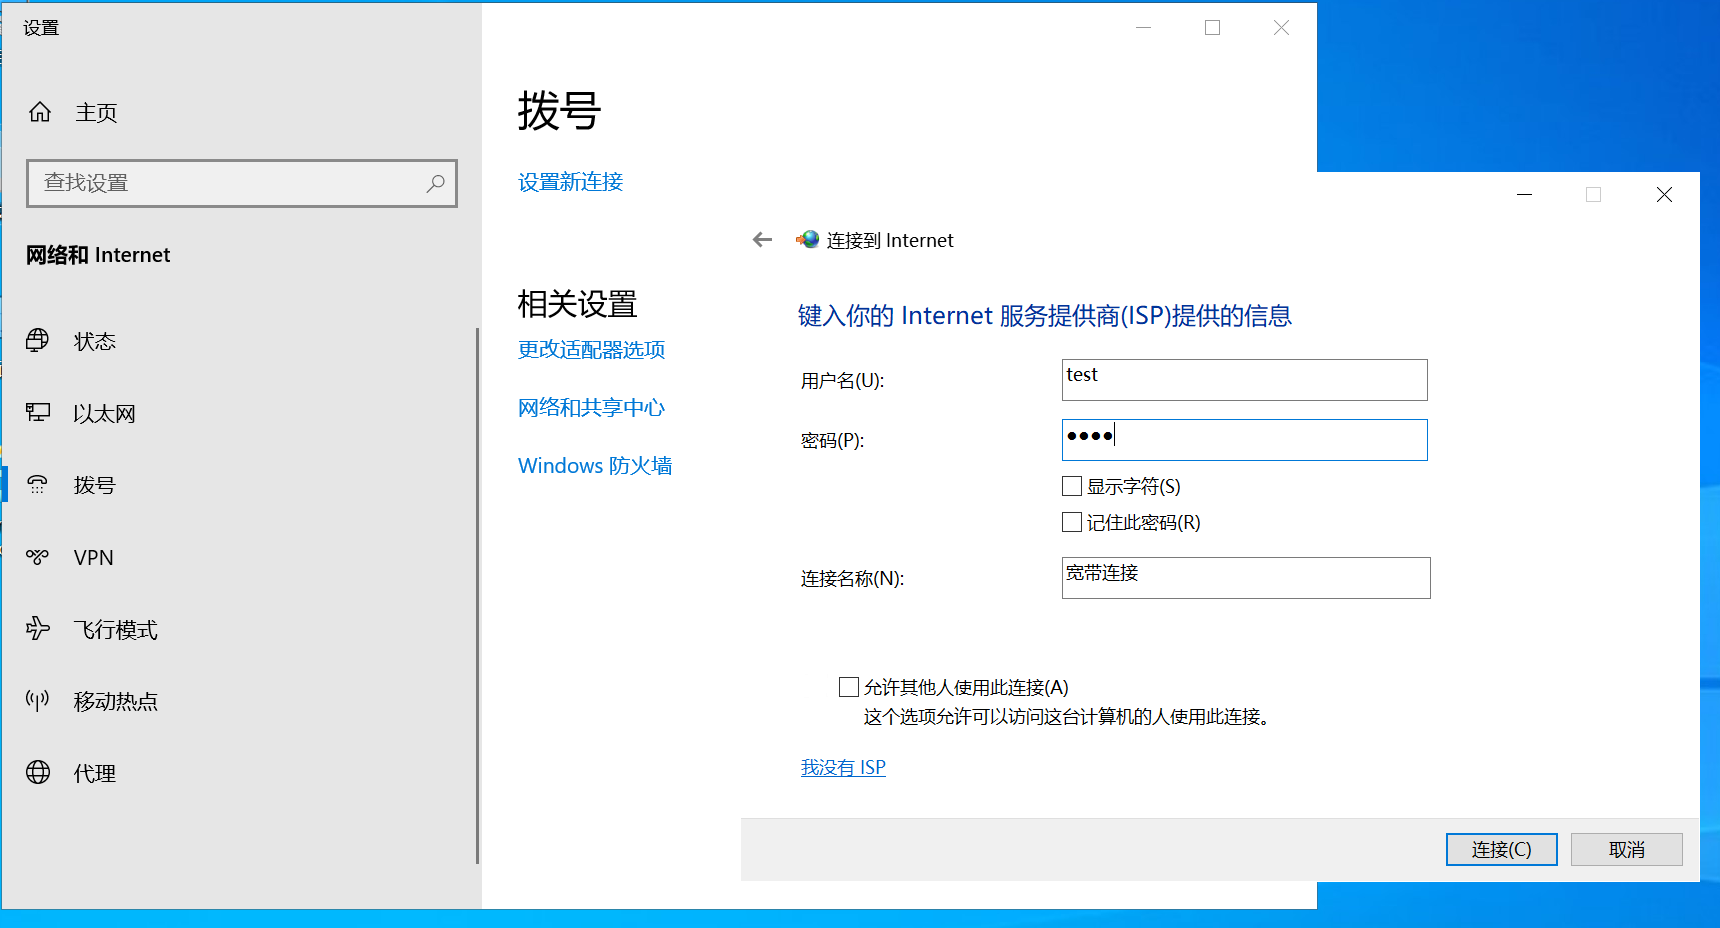 设置
主页
查找设置
网络和 Internet
状态
以太网
拨号
VPN
飞行模式
移动热点
代理
拨号
设置新连接
相关设置
更改适配器选项
网络和共享中心
Windows 防火墙
连接到 Internet
键入你的 Internet 服务提供商(ISP)提供的信息
用户名(U):
test
密码(P):
●●●●
显示字符(S)
记住此密码(R)
连接名称(N):
宽带连接
允许其他人使用此连接(A)
这个选项允许可以访问这台计算机的人使用此连接。
我没有 ISP
连接(C)
取消